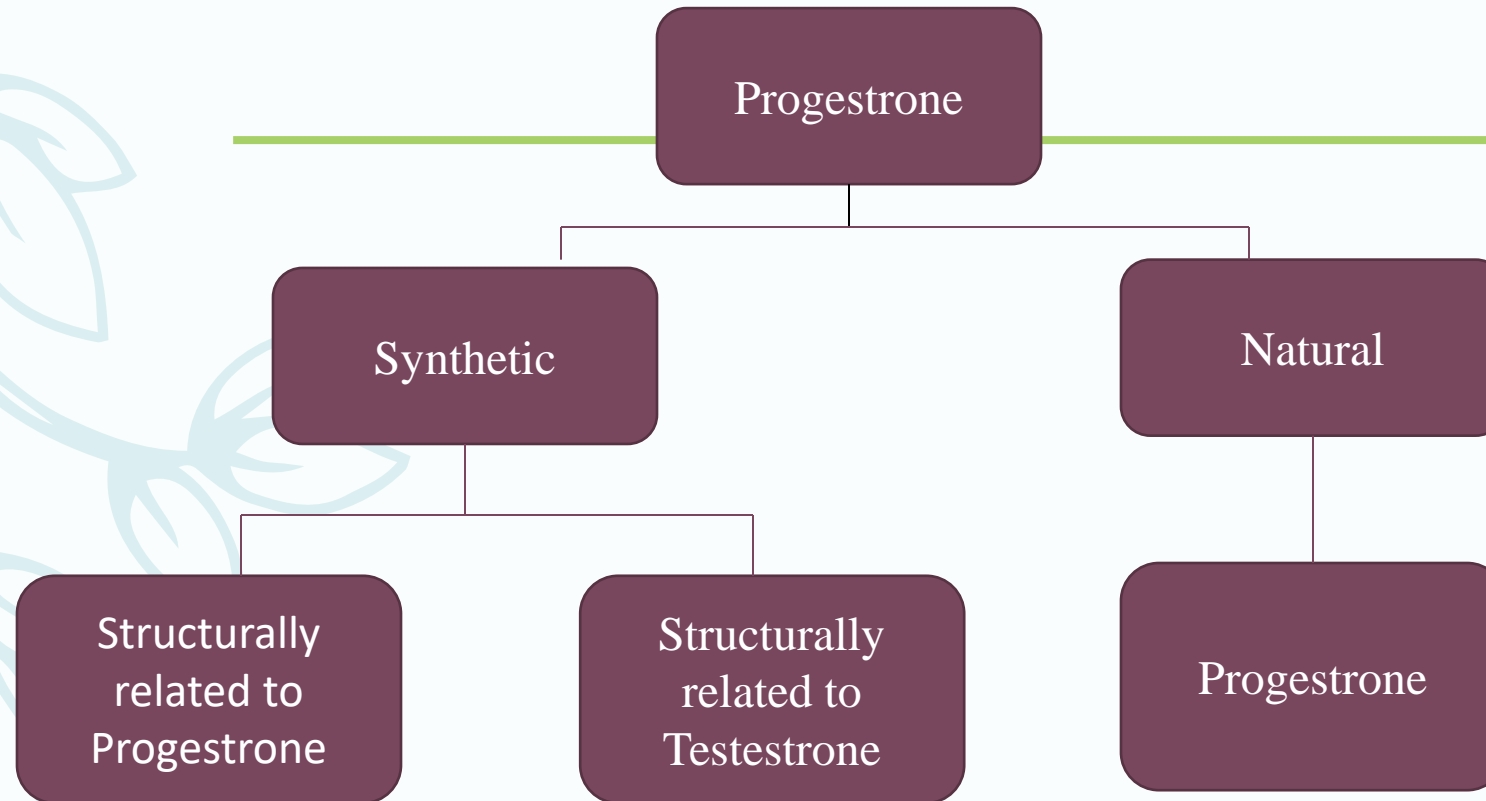 Progestrone
Synthetic
Natural
Structurally
related to
Progestrone
Structurally
related to
Testestrone
Progestrone